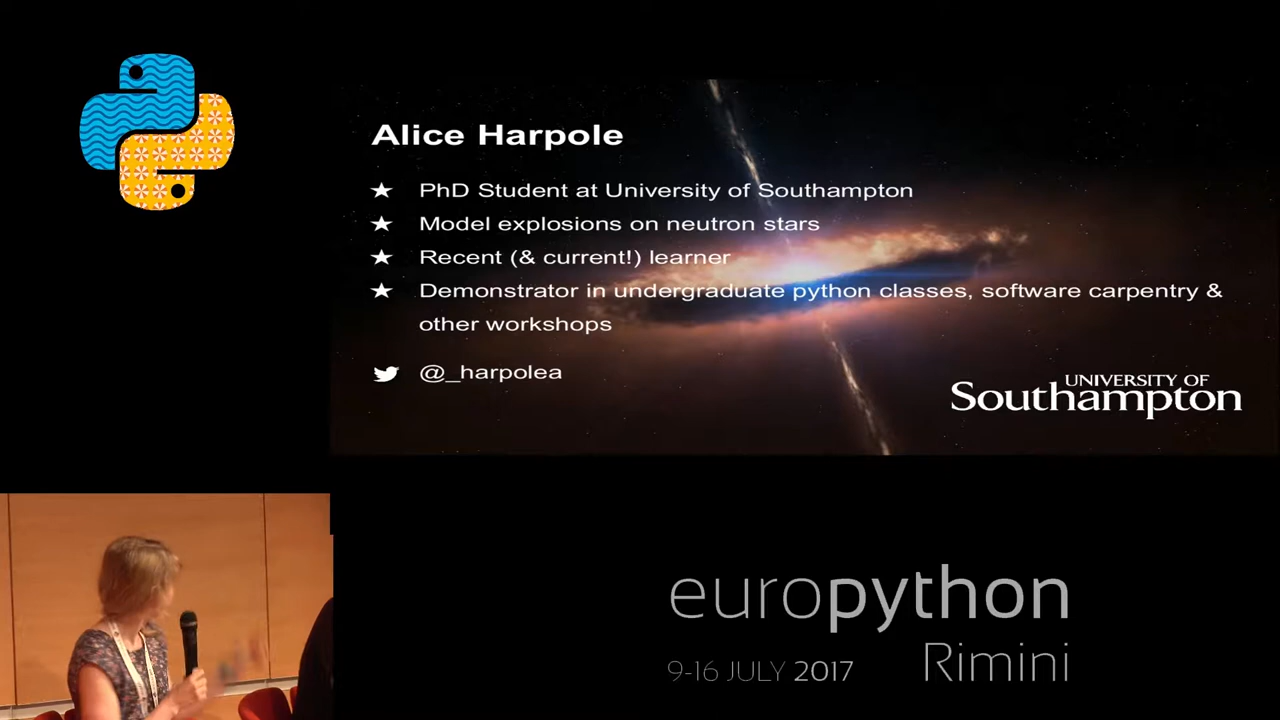 Alice Harpole
★ PhD Student at University of Southampton
★ Model explosions on neutron stars
★ Recent (& current!) learner
★ Demonstrator in undergraduate python classes, software carpentry &
other workshops
@_harpolea
UNIVERSITY OF
Southampton
europython
Rimini
9-16 JULY 2017